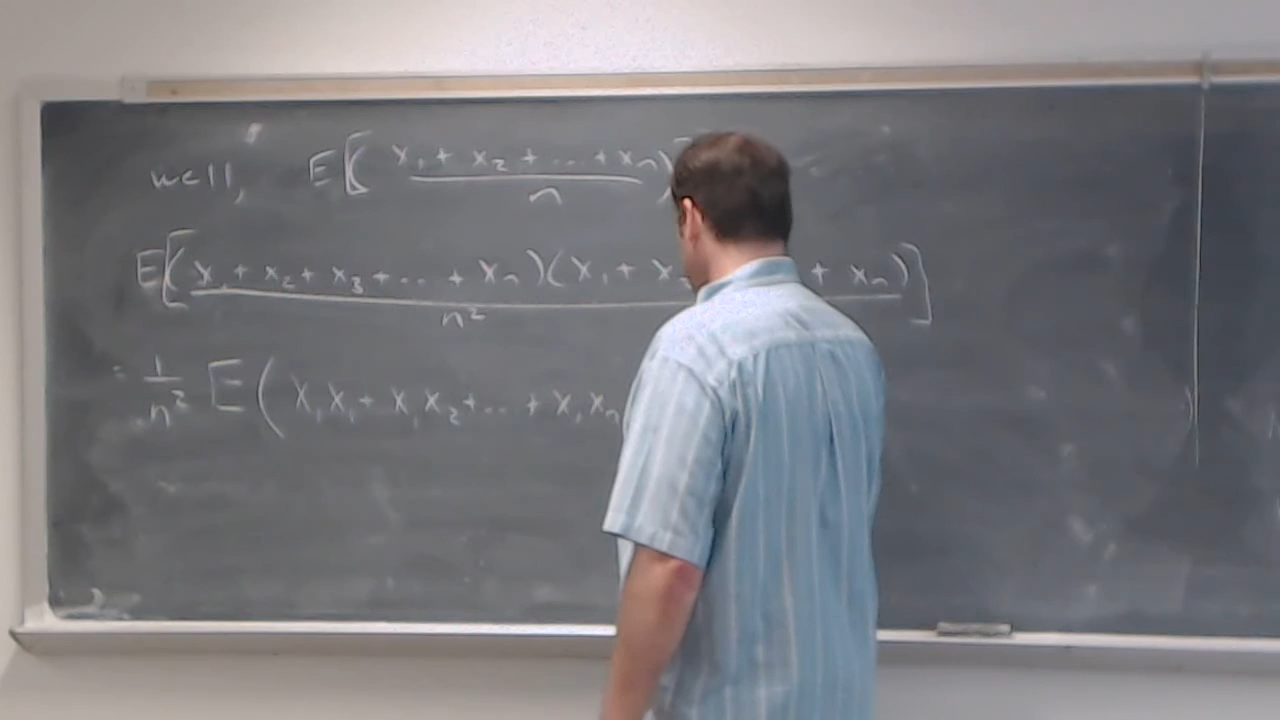 well, E[( x₁ + x₂ + ... + xₙ / n )
E[(x₁ + x₂ + x₃ + ... + xₙ)(x₁ + x + xₙ) / n²]
= 1/n² E( x₁x₁ + x₁x₂ + ... + x₁xₙ )